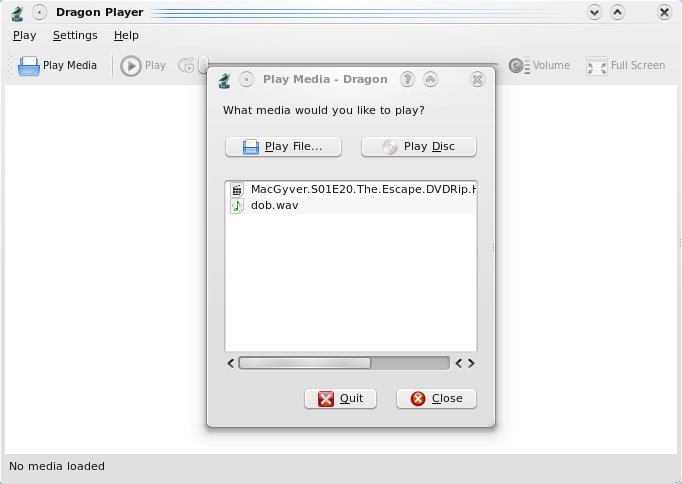 Dragon Player
Play Settings Help
Play Media Play Volume Full Screen
Play Media - Dragon
What media would you like to play?
Play File... Play Disc
MacGyver.S01E20.The.Escape.DVDRip.
dob.wav
Quit Close
No media loaded